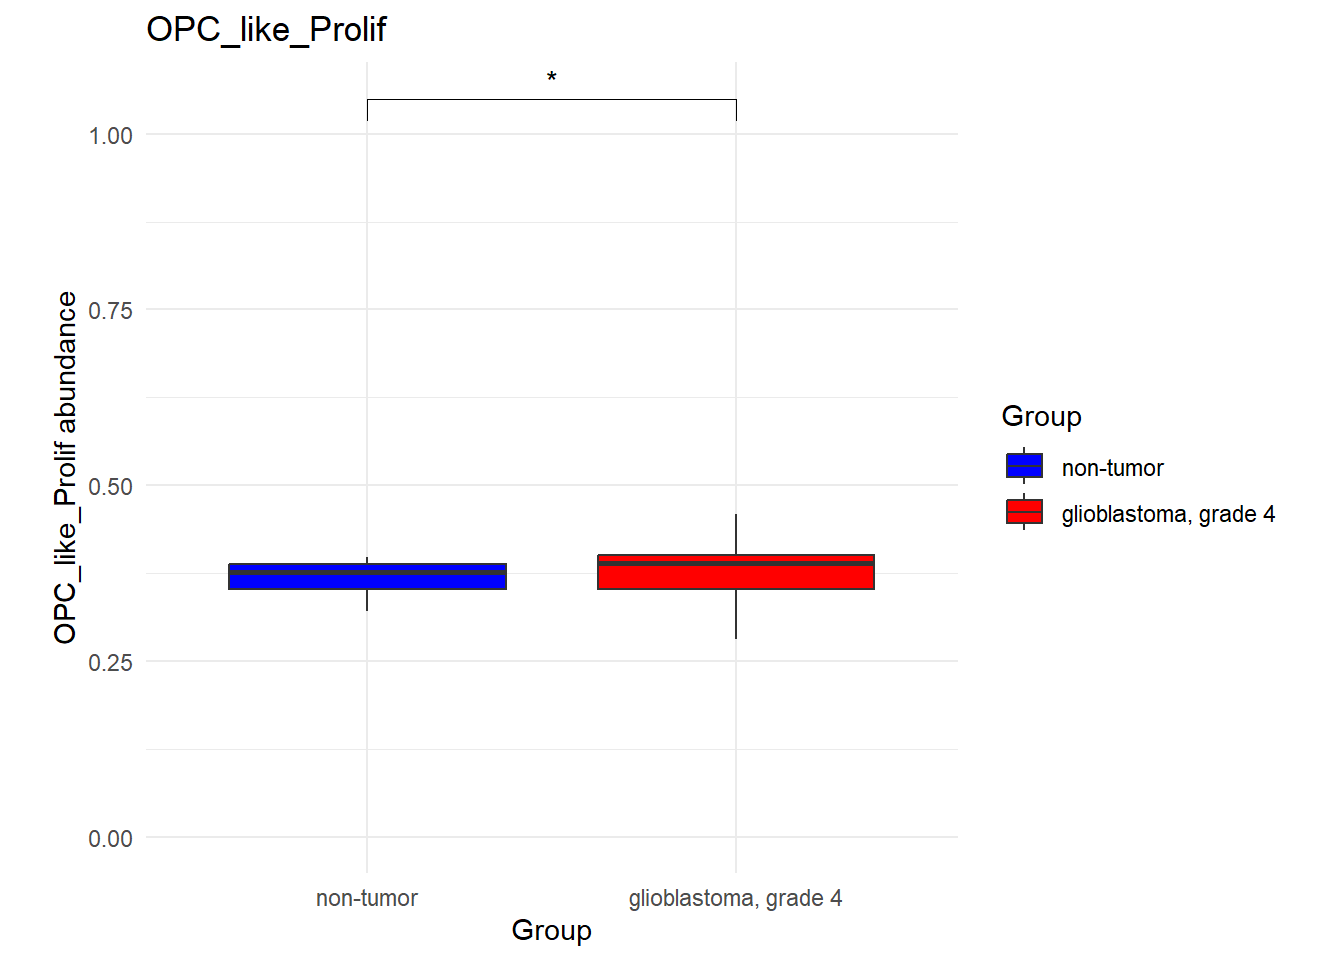 OPC_like_Prolif
*
1.00
0.75
0.50
0.25
0.00
OPC_like_Prolif abundance
non-tumor
glioblastoma, grade 4
Group
Group
non-tumor
glioblastoma, grade 4